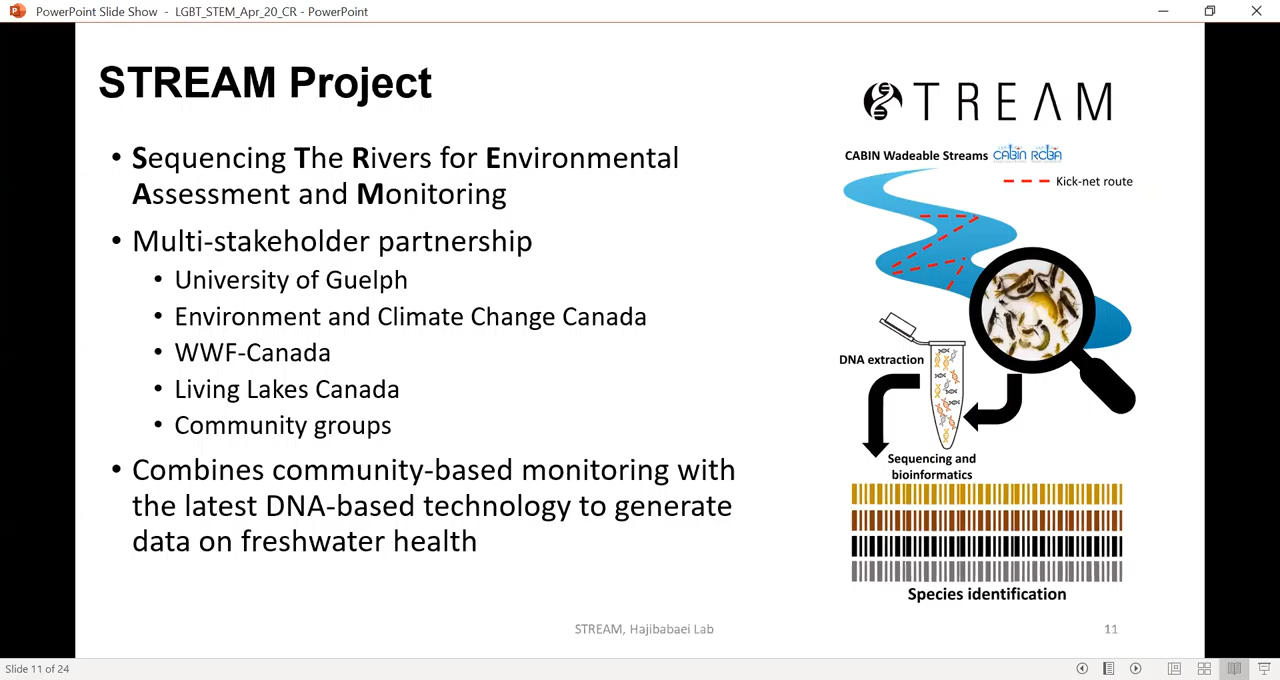 PowerPoint Slide Show - LGBT_STEM_Apr_20_CR - PowerPoint
STREAM Project
• Sequencing The Rivers for Environmental
Assessment and Monitoring
• Multi-stakeholder partnership
• University of Guelph
• Environment and Climate Change Canada
• WWF-Canada
• Living Lakes Canada
• Community groups
• Combines community-based monitoring with
the latest DNA-based technology to generate
data on freshwater health
STREAM
CABIN Wadeable Streams CABIN RCBA
Kick-net route
DNA extraction
Sequencing and
bioinformatics
Species identification
STREAM, Hajibabaei Lab
11
Slide 11 of 24